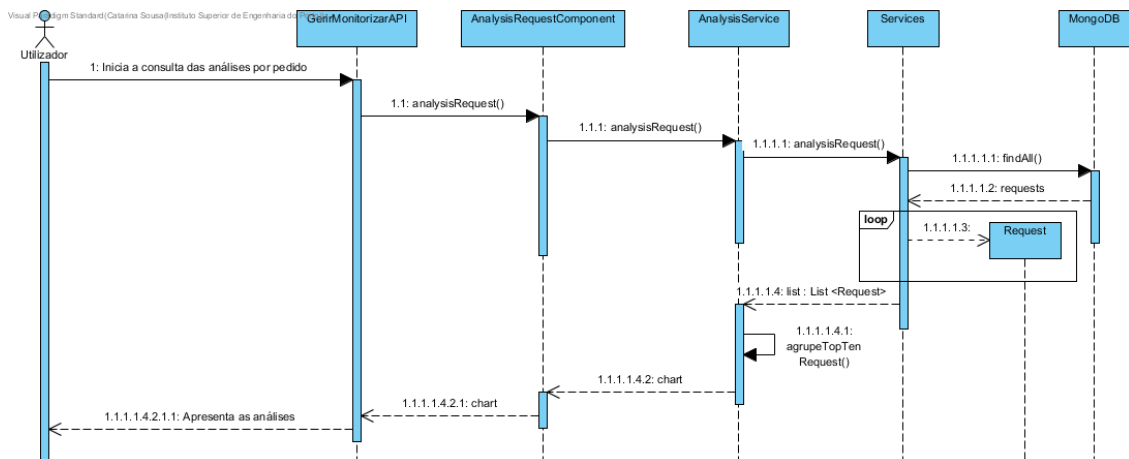 Visual Paradigm Standard(Catarina Sousa(Instituto Superior de Engenharia do
GerirMonitorizarAPI
AnalysisRequestComponent
AnalysisService
Services
MongoDB
Utilizador
1: Inicia a consulta das análises por pedido
1.1: analysisRequest()
1.1.1: analysisRequest()
1.1.1.1: analysisRequest()
1.1.1.1.1: findAll()
1.1.1.1.2: requests
loop
1.1.1.1.3:
Request
1.1.1.1.4: list : List <Request>
1.1.1.1.4.1:
agrupeTopTen
Request()
1.1.1.1.4.2: chart
1.1.1.1.4.2.1: chart
1.1.1.1.4.2.1.1: Apresenta as análises